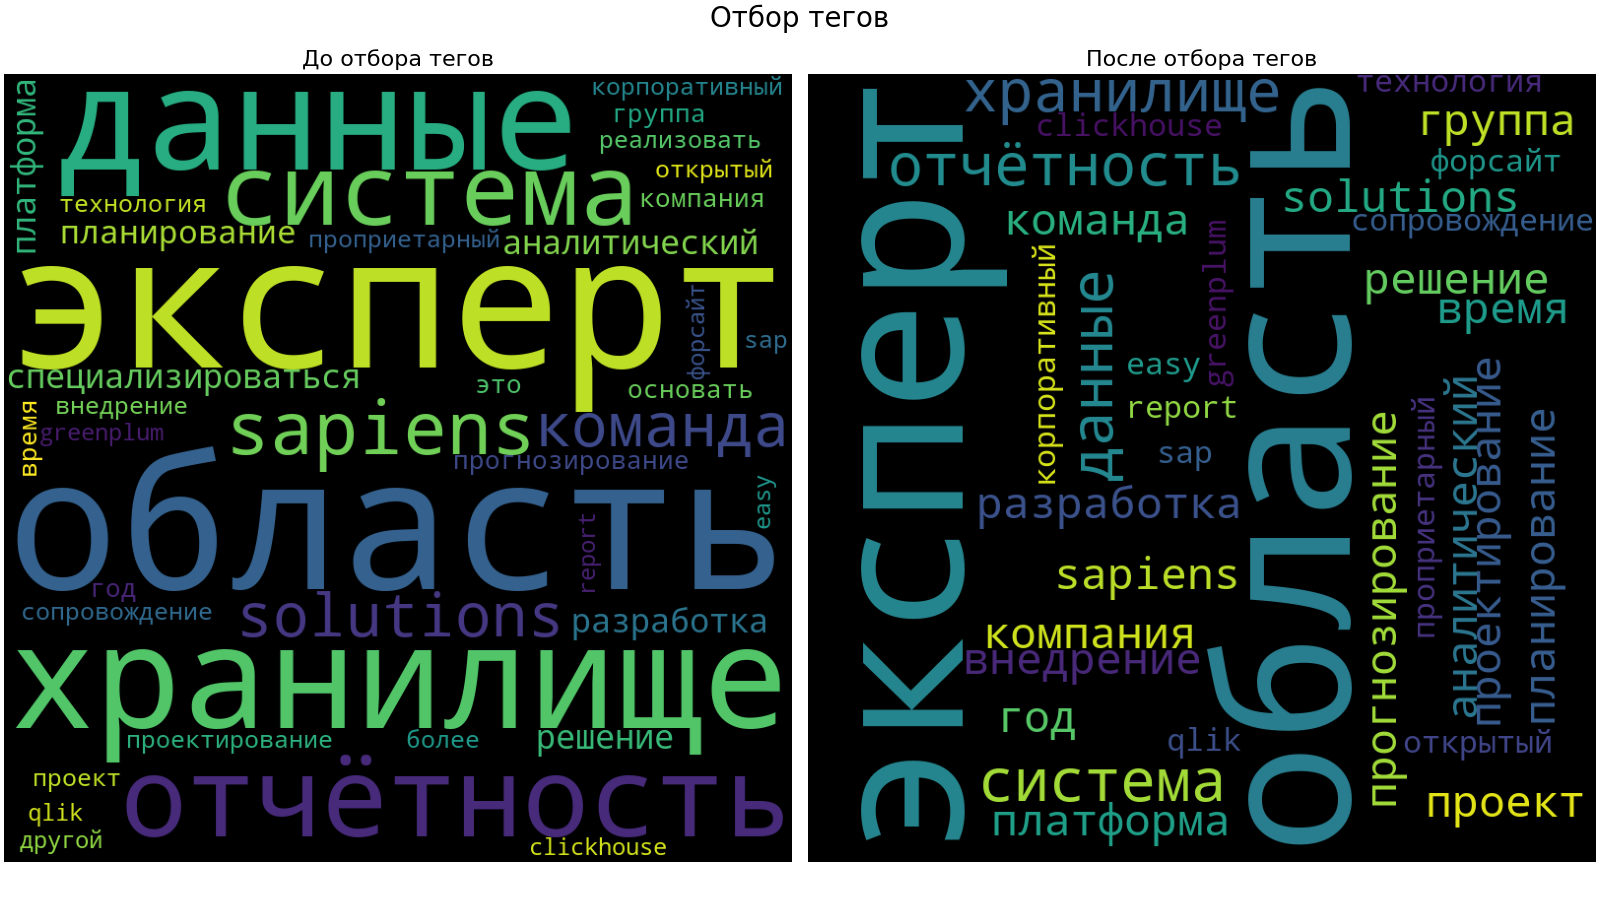 Отбор тегов
До отбора тегов
платформа
данные
корпоративный
группа
реализовать
открытый
система
компания
технология
планирование
проприетарный
аналитический
эксперт
форсайт
sap
специализироваться
это
основать
время
внедрение
greenplum
sapiens
команда
прогнозирование
область
easy
report
год
сопровождение
solutions
разработка
хранилище
проектирование
более
решение
проект
отчётность
qlik
другой
clickhouse
После отбора тегов
эксперт
хранилище
область
технология
clickhouse
группа
отчётность
форсайт
solutions
команда
сопровождение
корпоративный
данные
greenplum
решение
время
easy
report
sap
прогнозирование
проприетарный
аналитический
проектирование
планирование
разработка
sapiens
компания
внедрение
год
qlik
открытый
система
проект
платформа